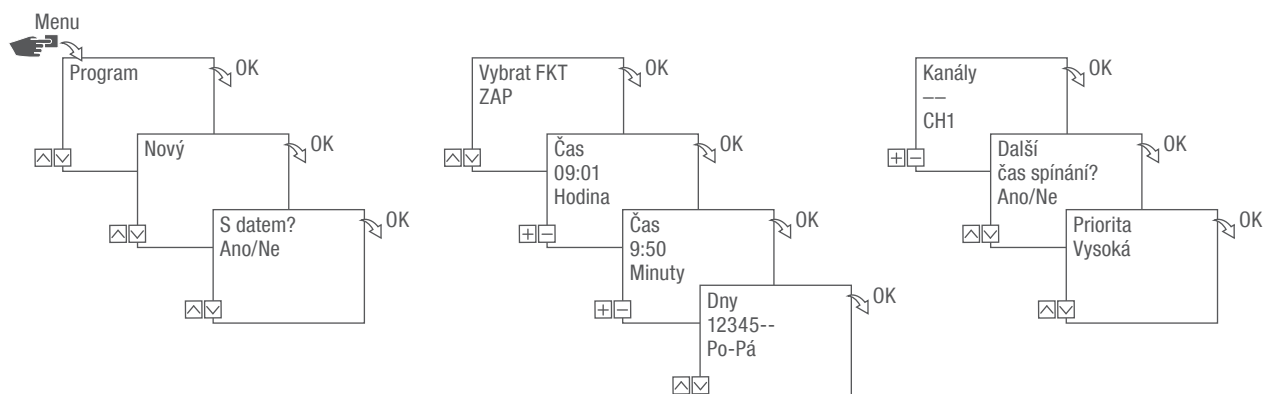 Menu
Program
OK
Nový
OK
S datem?
Ano/Ne
OK
Vybrat FKT
ZAP
OK
Čas
09:01
Hodina
OK
Čas
9:50
Minuty
OK
Dny
12345--
Po-Pá
OK
Kanály
––
CH1
OK
Další
čas spínání?
Ano/Ne
OK
Priorita
Vysoká
OK